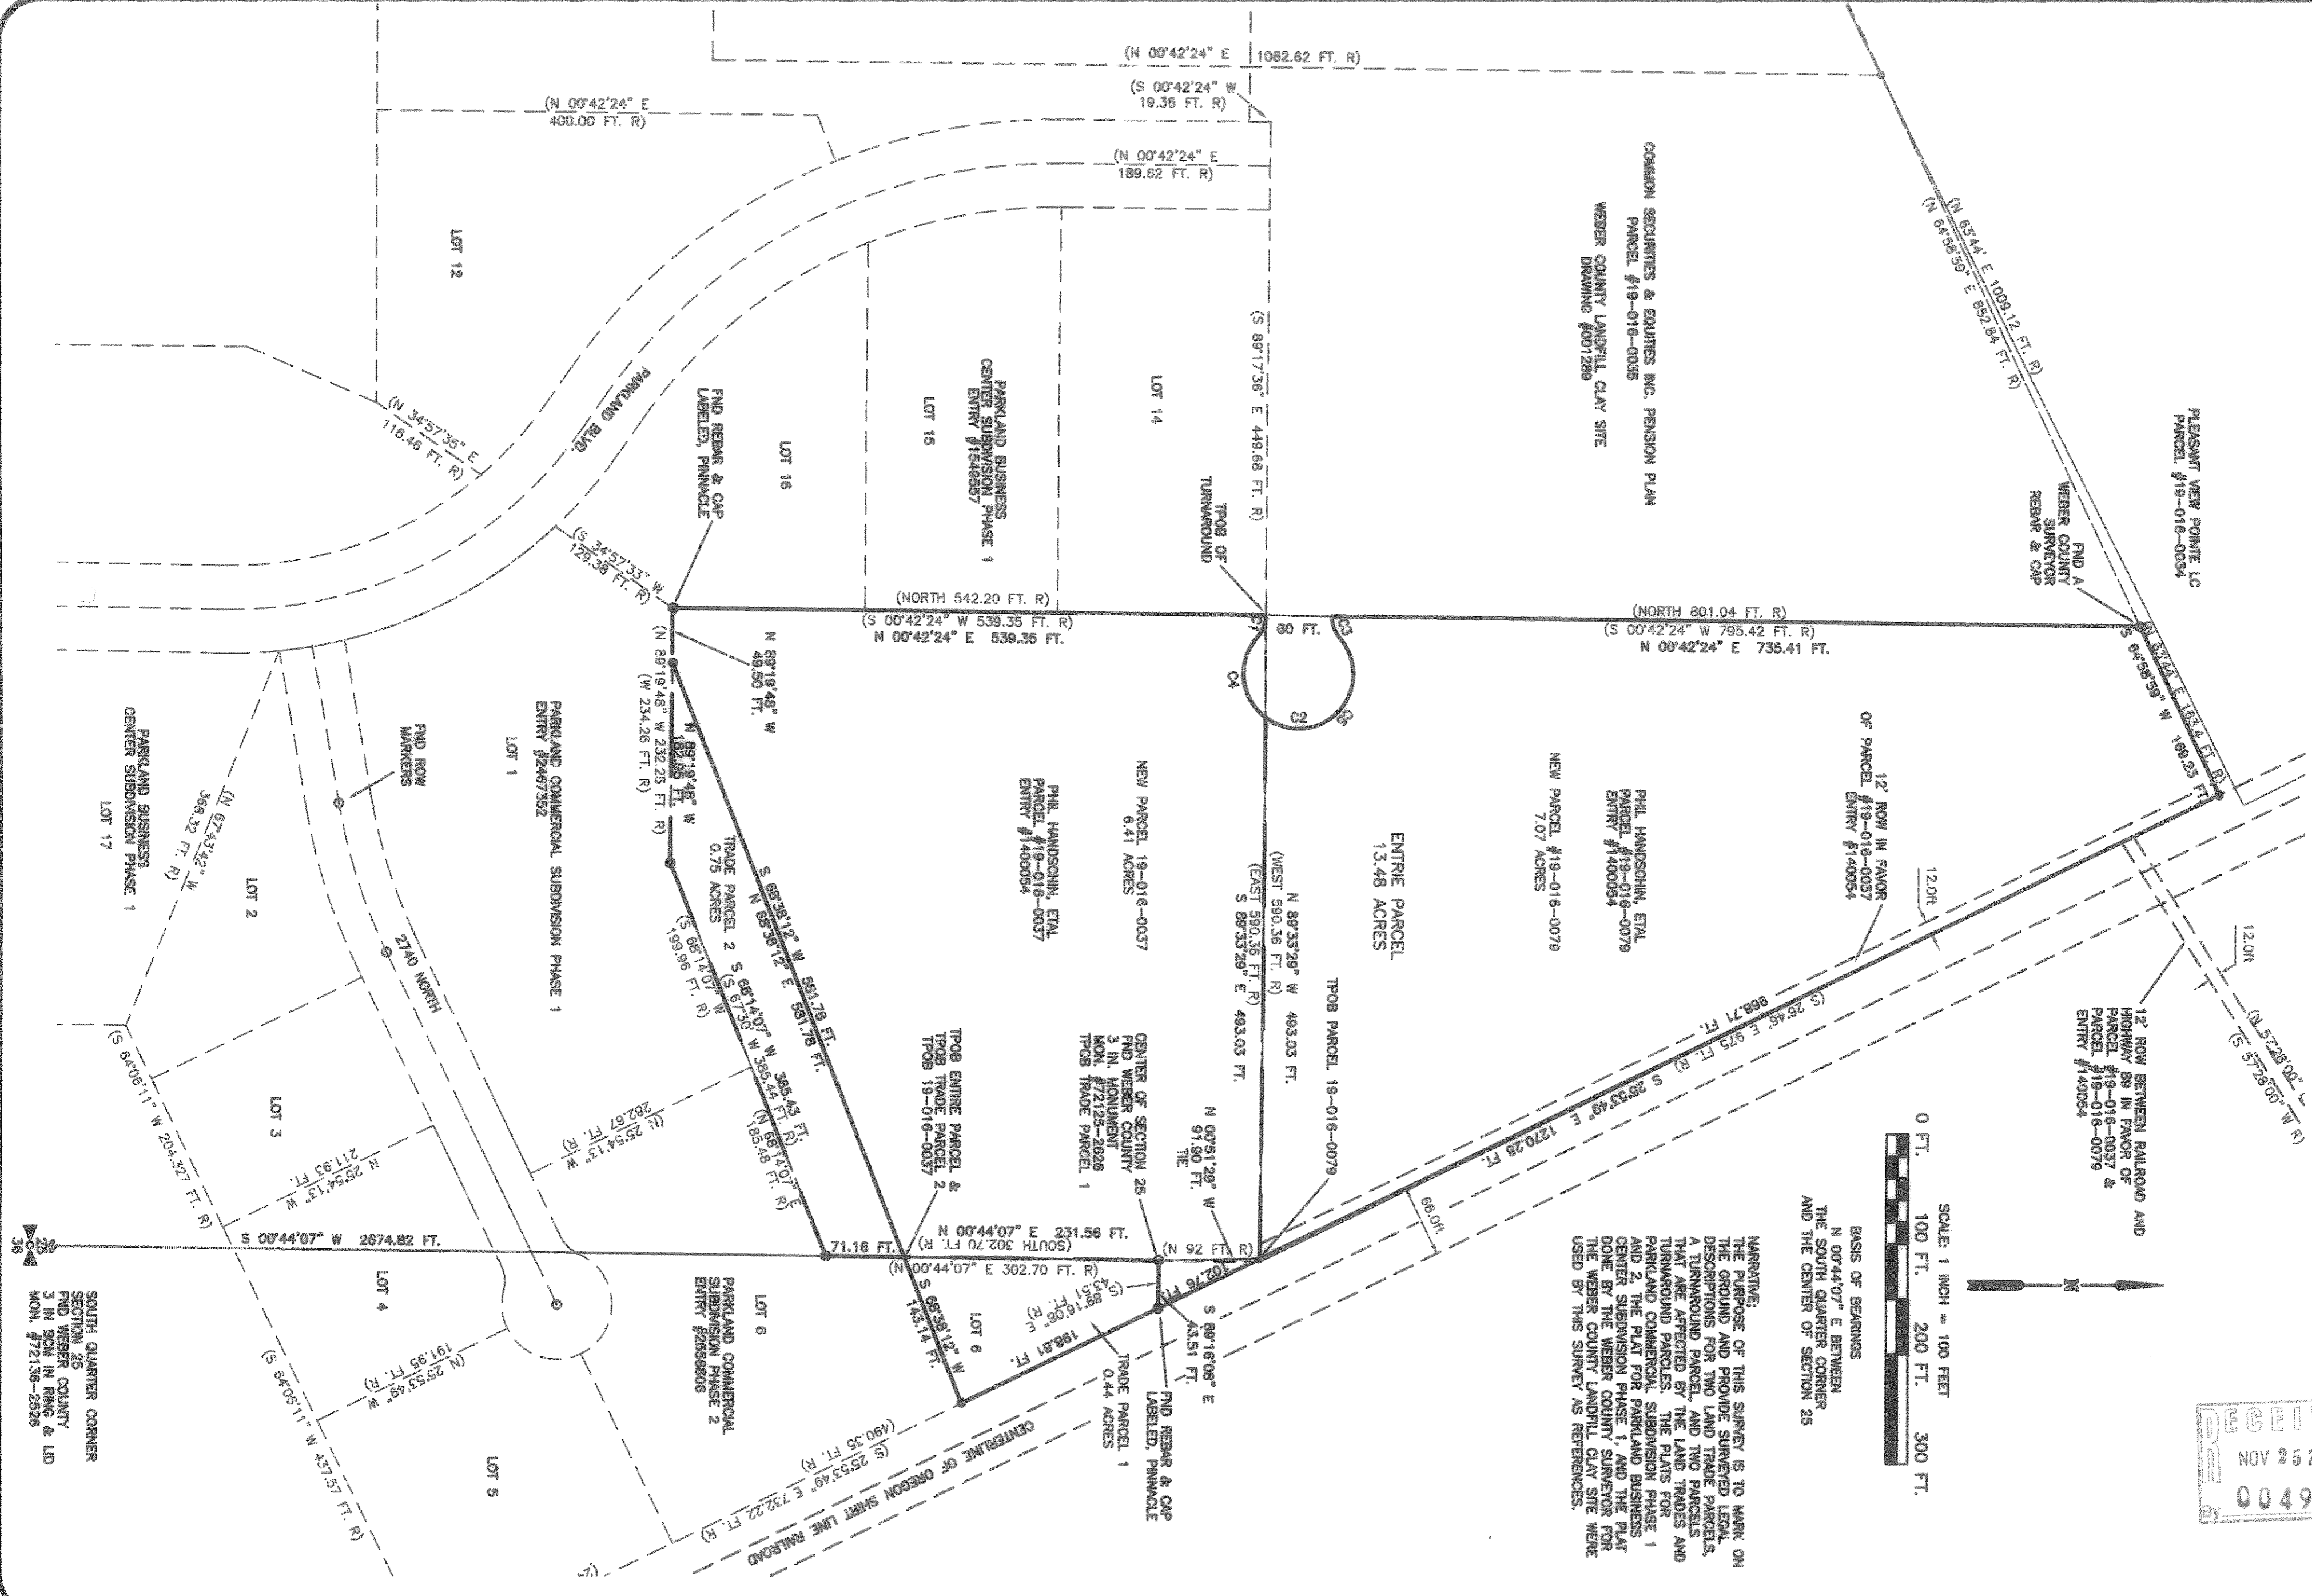 (N 00°42'24" E
1062.62 FT. R)
(S 00°42'24" W
19.36 FT. R)
(N 00°42'24" E
400.00 FT. R)
(N 00°42'24" E
189.62 FT. R)
LOT 12
COMMON SECURITIES & EQUITIES INC. PENSION PLAN
PARCEL #19-016-0035
WEBER COUNTY LANDFILL CLAY SITE
DRAWING #001289
(N 63°44' E 1009.12 FT. R)
(N 64°58'59" E 852.84 FT. R)
PLEASANT VIEW POINTE LC
PARCEL #19-016-0034
FND A
WEBER COUNTY
SURVEYOR
REBAR & CAP
(S 89°17'36" E 449.68 FT. R)
LOT 14
PARKLAND BUSINESS
CENTER SUBDIVISION PHASE 1
ENTRY #1549557
LOT 15
LOT 16
FND REBAR & CAP
LABELED, PINNACLE
PARKLAND BLVD.
(N 34°57'35" E
116.46 FT. R)
(S 34°57'33" W
129.38 FT. R)
TPOB OF
TURNAROUND
(NORTH 542.20 FT. R)
(S 00°42'24" W 539.35 FT. R)
N 00°42'24" E 539.35 FT.
60 FT.
C1
C3
C4
C2
C5
(NORTH 801.04 FT. R)
(S 00°42'24" W 795.42 FT. R)
N 00°42'24" E 735.41 FT.
(N 63°44' E 163.4 FT. R)
S 64°58'59" W 169.23 FT.
N 89°19'48" W
49.50 FT.
N 89°19'48" W
182.95 FT.
(N 89°19'48" W 232.25 FT. R)
(W 234.26 FT. R)
12' ROW IN FAVOR
OF PARCEL #19-016-0037
ENTRY #140054
PHIL HANDSCHIN, ETAL
PARCEL #19-016-0079
ENTRY #1400054
NEW PARCEL #19-016-0079
7.07 ACRES
ENTRIE PARCEL
13.48 ACRES
N 89°33'29" W 493.03 FT.
(WEST 590.36 FT. R)
(EAST 590.36 FT. R)
S 89°33'29" E 493.03 FT.
NEW PARCEL 19-016-0037
6.41 ACRES
PHIL HANDSCHIN, ETAL
PARCEL #19-016-0037
ENTRY #1400054
S 68°38'12" W 581.78 FT.
N 68°38'12" E 581.78 FT.
TRADE PARCEL 2
0.75 ACRES
S 68°14'07" W 385.43 FT.
(S 67°30' W 385.44 FT. R)
(S 68°14'07" W
199.96 FT. R)
(N 68°14'07" E
185.48 FT. R)
PARKLAND COMMERCIAL SUBDIVISION PHASE 1
ENTRY #2467352
LOT 1
FND ROW
MARKERS
2740 NORTH
LOT 2
(N 67°43'42" W
368.32 FT. R)
PARKLAND BUSINESS
CENTER SUBDIVISION PHASE 1
LOT 17
LOT 3
(S 64°06'11" W 204.327 FT. R)
N 25°54'13" W
211.93 FT.
(N 25°54'13" W
282.67 FT. R)
12.0ft
12.0ft
968.71 FT.
(S 26°46' E 975 FT. R)
S 25°53'49" E 1270.28 FT.
66.0ft
12' ROW BETWEEN RAILROAD AND
HIGHWAY 89 IN FAVOR OF
PARCEL #19-016-0037 &
PARCEL #19-016-0079
ENTRY #140054
(N 57°28'00"
(S 57°28'00" W R)
TPOB PARCEL 19-016-0079
N 00°51'29" W
91.90 FT.
TIE
CENTER OF SECTION 25
FND WEBER COUNTY
3 IN. MONUMENT
MON. #72125-2626
TPOB TRADE PARCEL 1
TPOB ENTIRE PARCEL &
TPOB TRADE PARCEL 2
TPOB 19-016-0037
N 00°44'07" E 231.56 FT.
(SOUTH 302.70 FT. R)
(N 00°44'07" E 302.70 FT. R)
(N 92 FT. R)
71.16 FT.
S 00°44'07" W 2674.82 FT.
102.76 FT.
(S 89°16'08" E
43.51 FT. R)
S 89°16'08" E
43.51 FT.
S 68°38'12" W
143.14 FT.
198.81 FT.
LOT 6
TRADE PARCEL 1
0.44 ACRES
FND REBAR & CAP
LABELED, PINNACLE
LOT 6
PARKLAND COMMERCIAL
SUBDIVISION PHASE 2
ENTRY #2556806
LOT 4
(N 25°53'49" W
191.95 FT. R)
LOT 5
(S 64°06'11" W 437.57 FT. R)
(S 25°53'49" E 732.22 FT. R)
(490.35 FT. R)
CENTERLINE OF OREGON SHIRT LINE RAILROAD
25
36
SOUTH QUARTER CORNER
SECTION 25
FND WEBER COUNTY
3 IN BCM IN RING & LID
MON. #72136-2526
0 FT. 100 FT. 200 FT. 300 FT.
SCALE: 1 INCH = 100 FEET
N
BASIS OF BEARINGS
N 00°44'07" E BETWEEN
THE SOUTH QUARTER CORNER
AND THE CENTER OF SECTION 25
NARRATIVE:
THE PURPOSE OF THIS SURVEY IS TO MARK ON
THE GROUND AND PROVIDE SURVEYED LEGAL
DESCRIPTIONS FOR TWO LAND TRADE PARCELS,
A TURNAROUND PARCEL, AND TWO PARCELS
THAT ARE AFFECTED BY THE LAND TRADES AND
TURNAROUND PARCLES. THE PLATS FOR
PARKLAND COMMERCIAL SUBDIVISION PHASE 1
AND 2, THE PLAT FOR PARKLAND BUSINESS
CENTER SUBDIVISION PHASE 1, AND THE PLAT
DONE BY THE WEBER COUNTY SURVEYOR FOR
THE WEBER COUNTY LANDFILL CLAY SITE WERE
USED BY THIS SURVEY AS REFERENCES.
NOV 25
By 0049